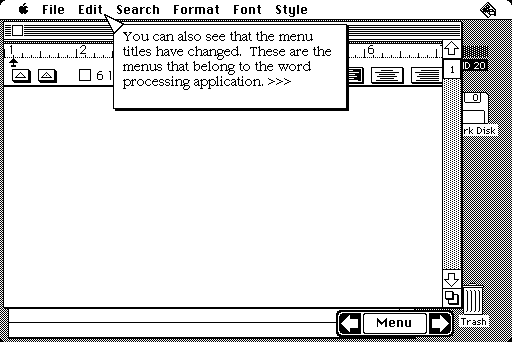 File Edit Search Format Font Style
You can also see that the menu
titles have changed. These are the
menus that belong to the word
processing application. >>>
1 2 6
6 l
1
D 20
rk Disk
Trash
Menu